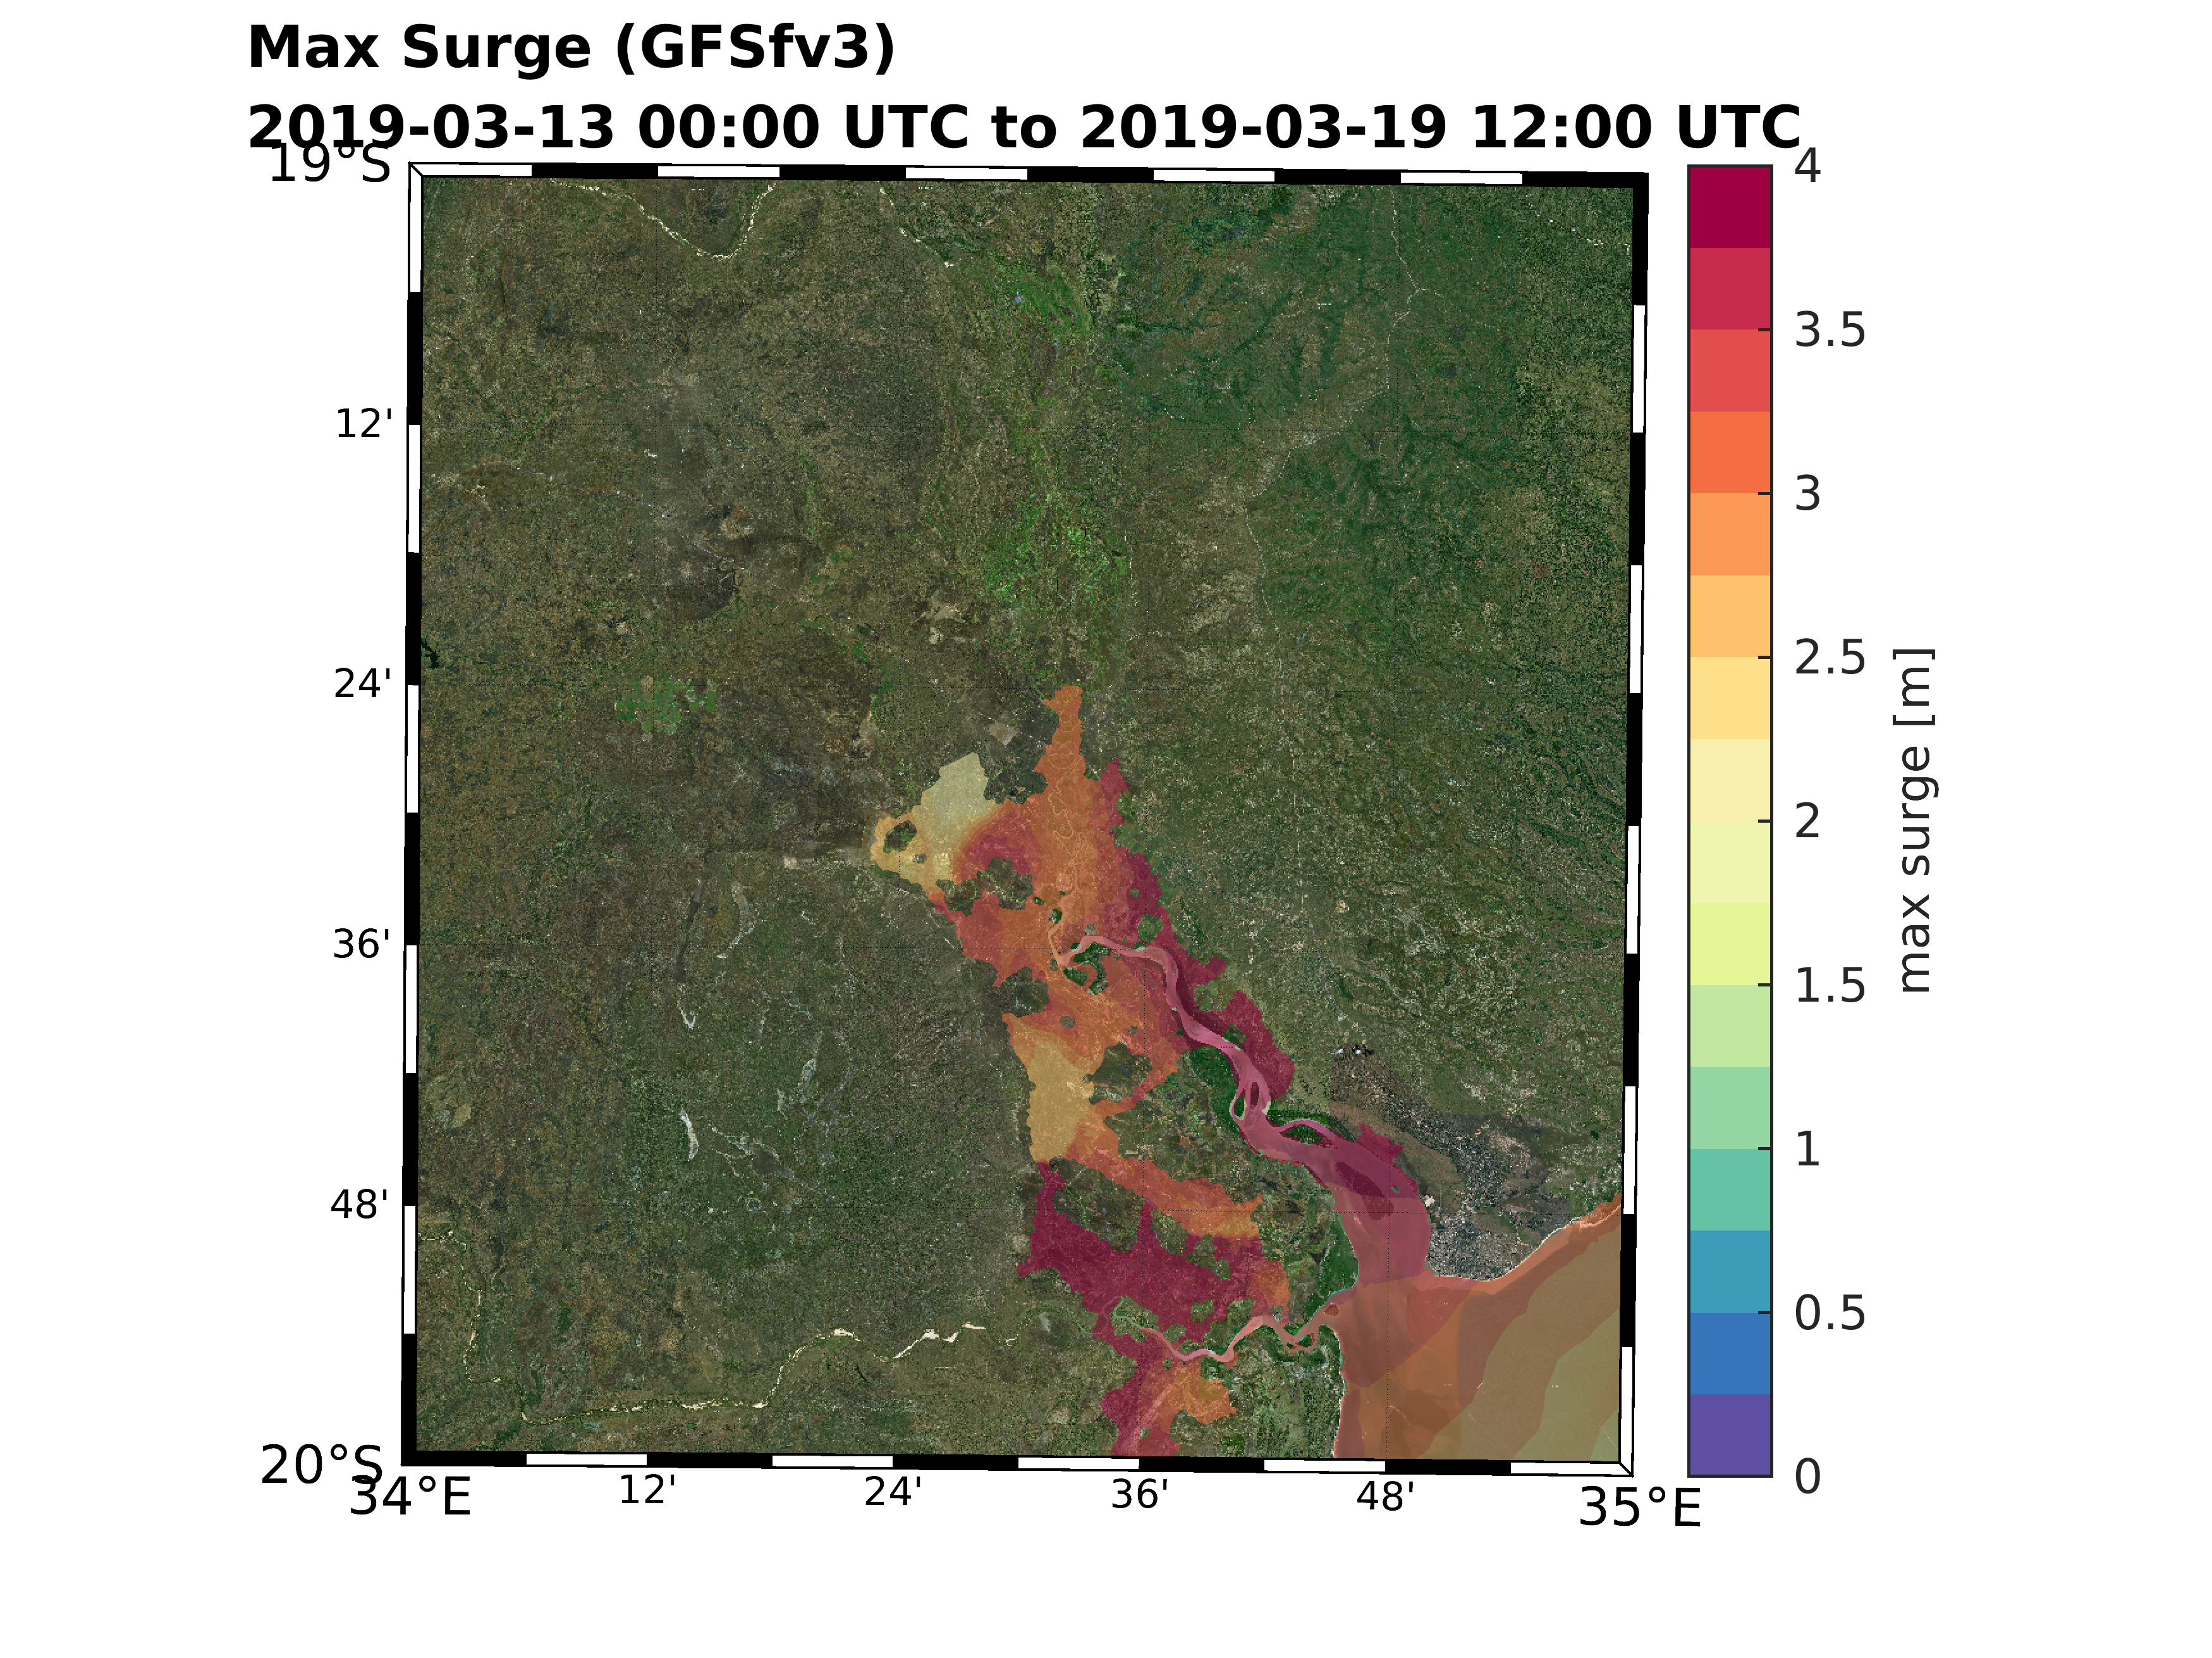 Max Surge (GFSfv3)
2019-03-13 00:00 UTC to 2019-03-19 12:00 UTC
19°S
12'
24'
36'
48'
20°S
34°E
12'
24'
36'
48'
35°E
4
3.5
3
2.5
2
1.5
1
0.5
0
max surge [m]